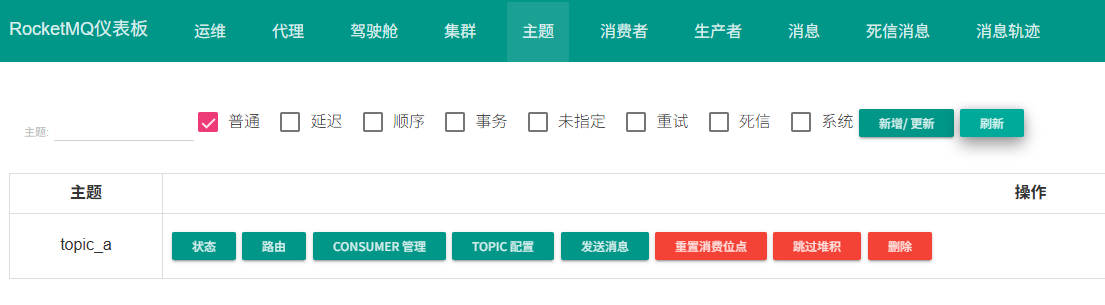 RocketMQ仪表板 运维 代理 驾驶舱 集群 主题 消费者 生产者 消息 死信消息 消息轨迹
主题: 普通 延迟 顺序 事务 未指定 重试 死信 系统 新增/ 更新 刷新
主题 操作
topic_a 状态 路由 CONSUMER 管理 TOPIC 配置 发送消息 重置消费位点 跳过堆积 删除